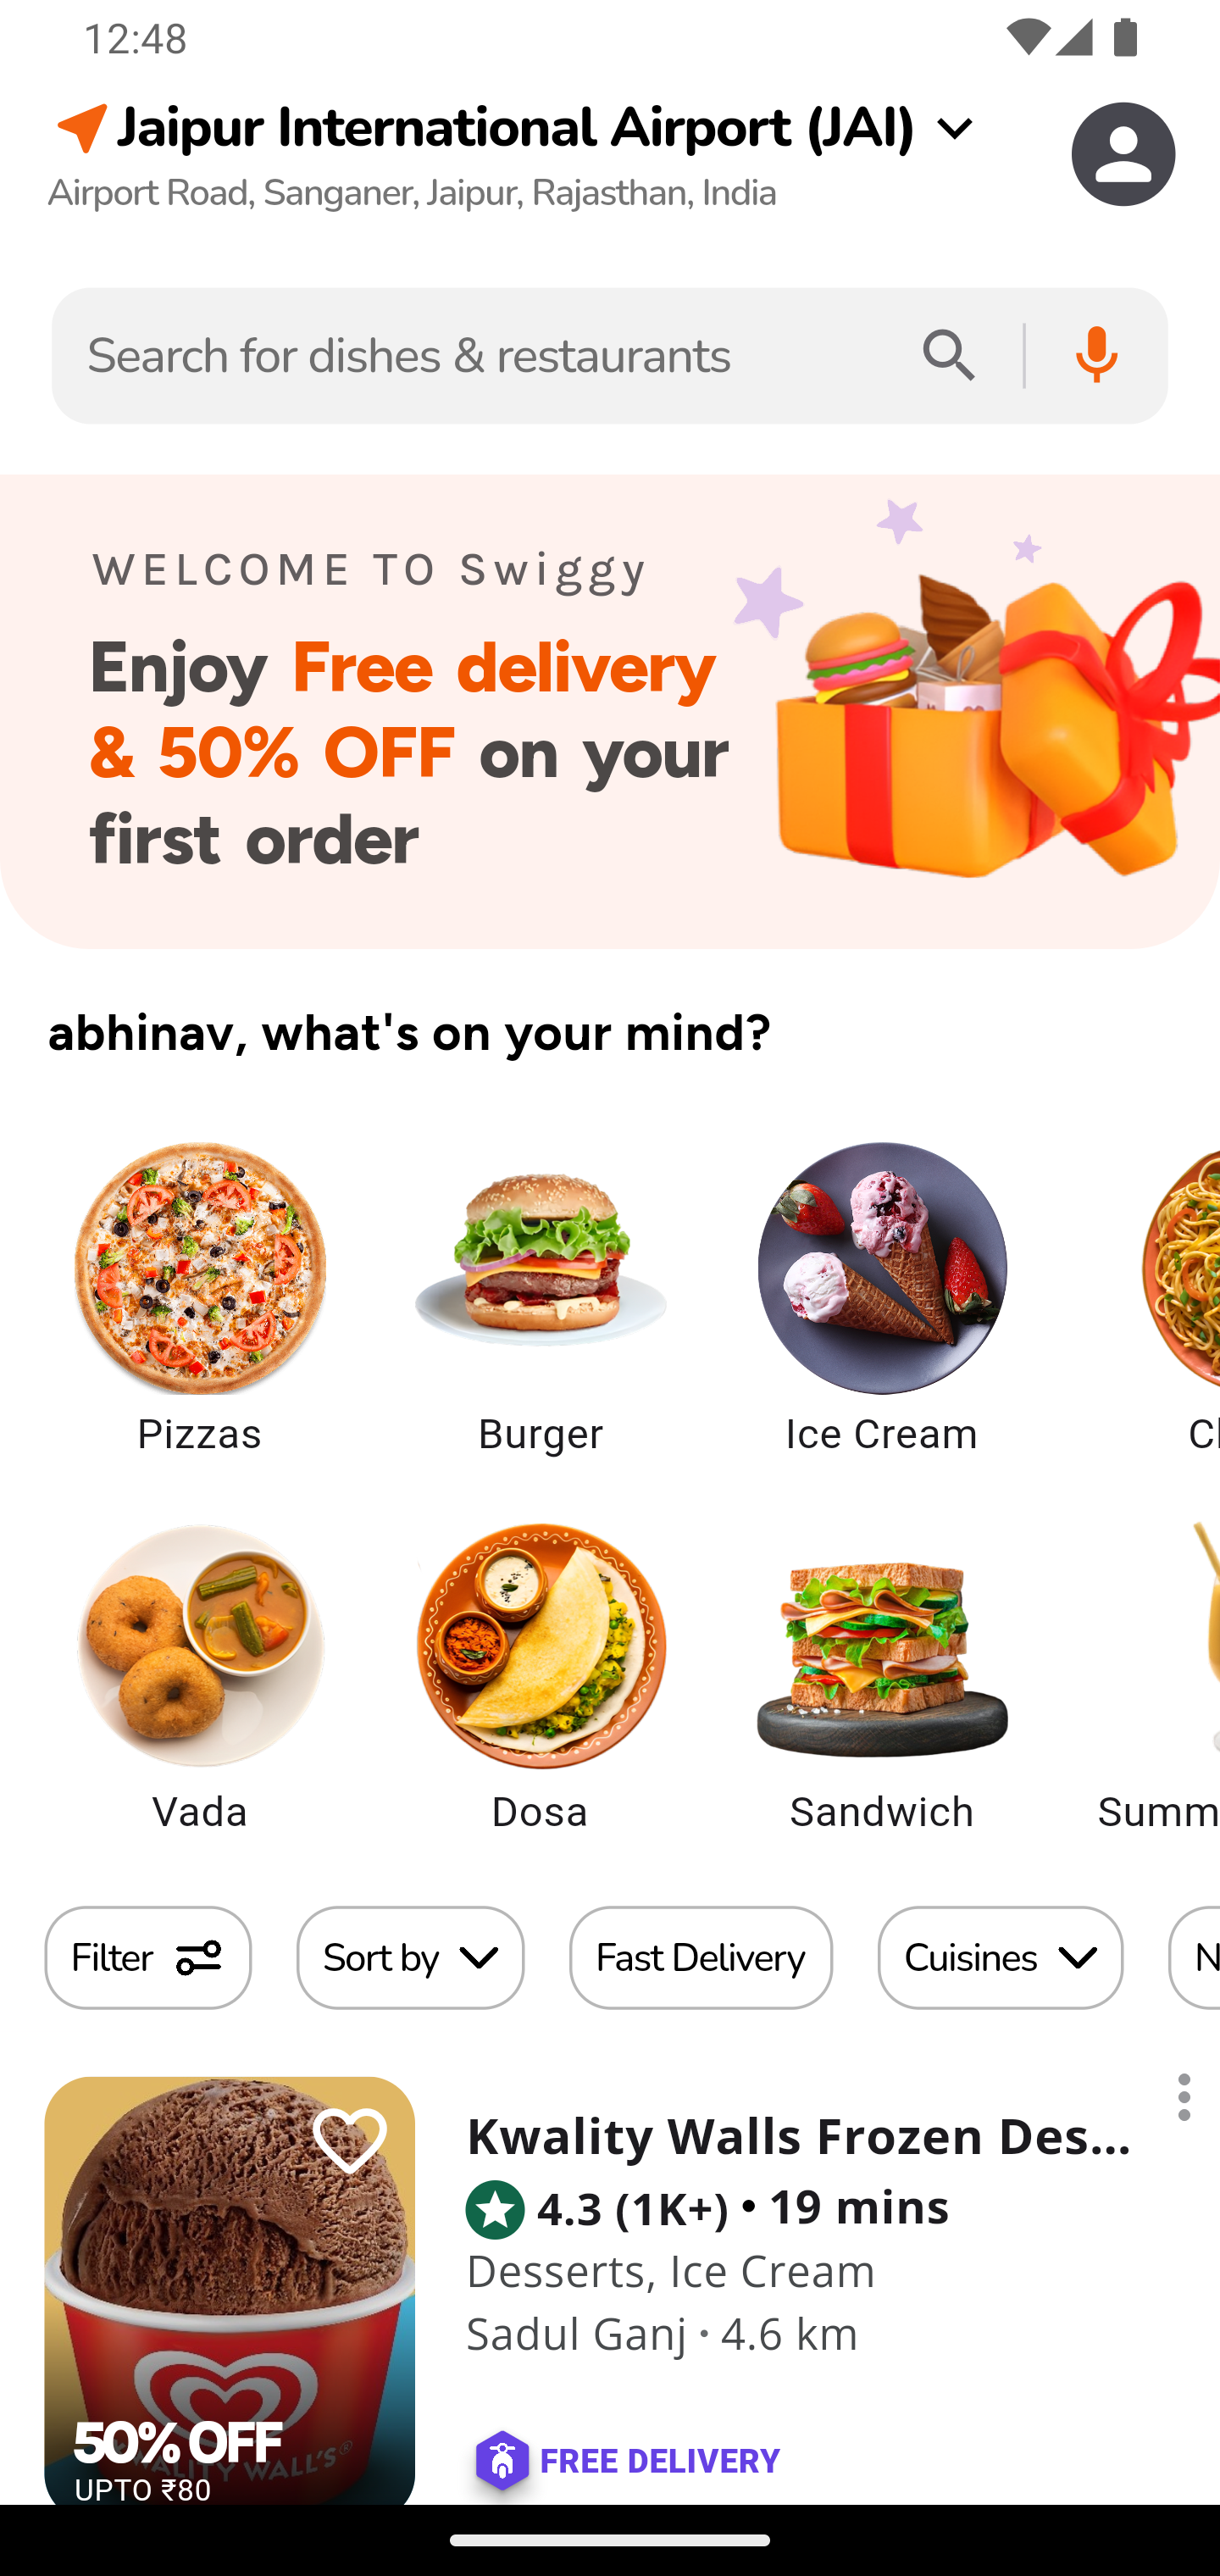 12:48
Jaipur International Airport (JAI)
Airport Road, Sanganer, Jaipur, Rajasthan, India
Search for dishes & restaurants
WELCOME TO Swiggy
Enjoy Free delivery
& 50% OFF on your
first order
abhinav, what's on your mind?
Pizzas
Burger
Ice Cream
Vada
Dosa
Sandwich
Summ
Filter
Sort by
Fast Delivery
Cuisines
N
Kwality Walls Frozen Des...
4.3 (1K+) • 19 mins
Desserts, Ice Cream
Sadul Ganj · 4.6 km
KWALITY WALL'S®
50% OFF
UPTO ₹80
FREE DELIVERY